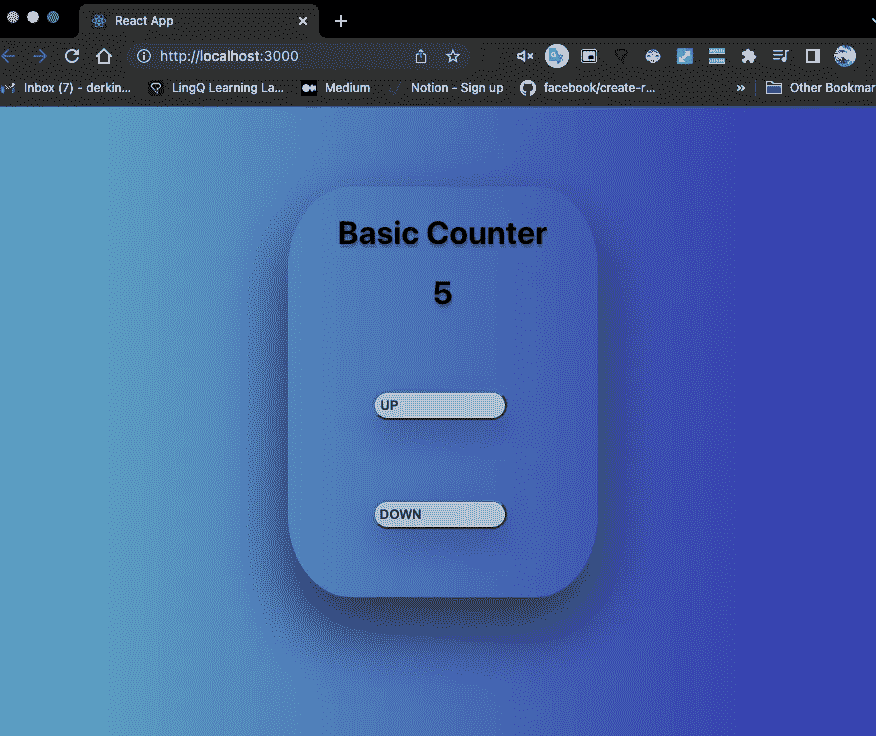 React App
http://localhost:3000
Inbox (7) - derkin...
LingQ Learning La...
Medium
Notion - Sign up
facebook/create-r...
»
Other Bookmar
Basic Counter
5
UP
DOWN